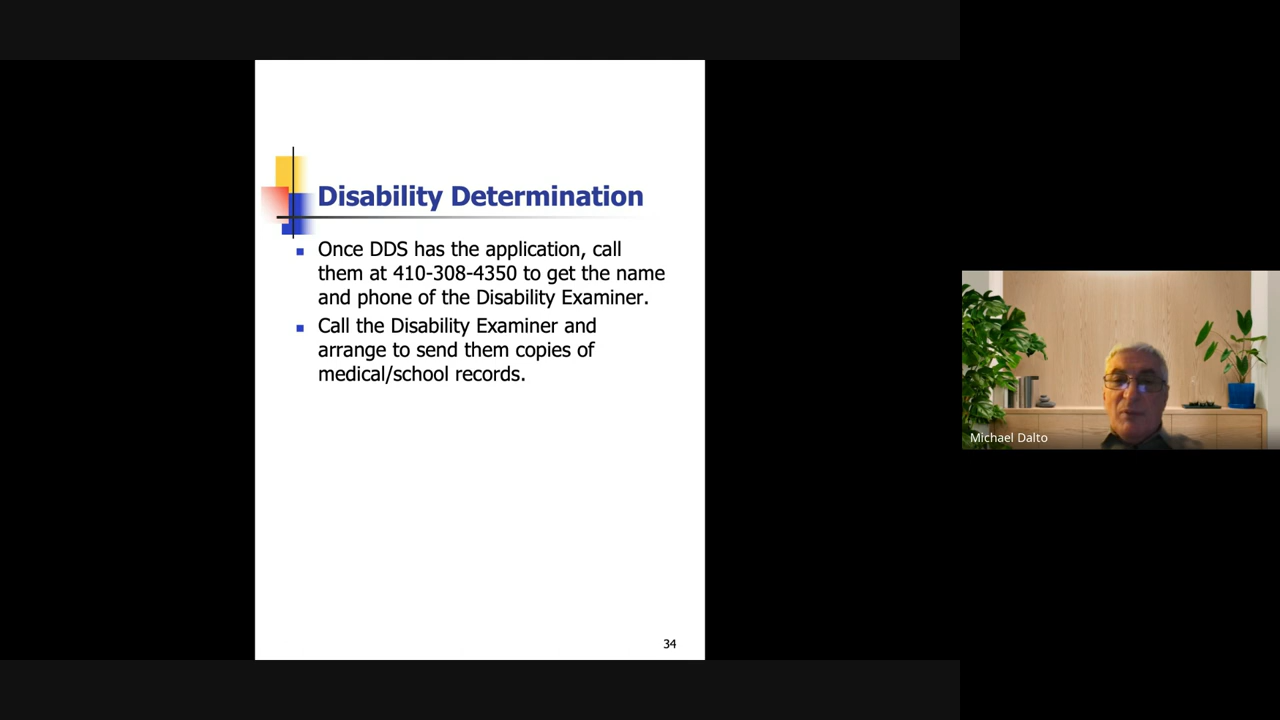 Disability Determination
Once DDS has the application, call
them at 410-308-4350 to get the name
and phone of the Disability Examiner.
Call the Disability Examiner and
arrange to send them copies of
medical/school records.
34
Michael Dalto